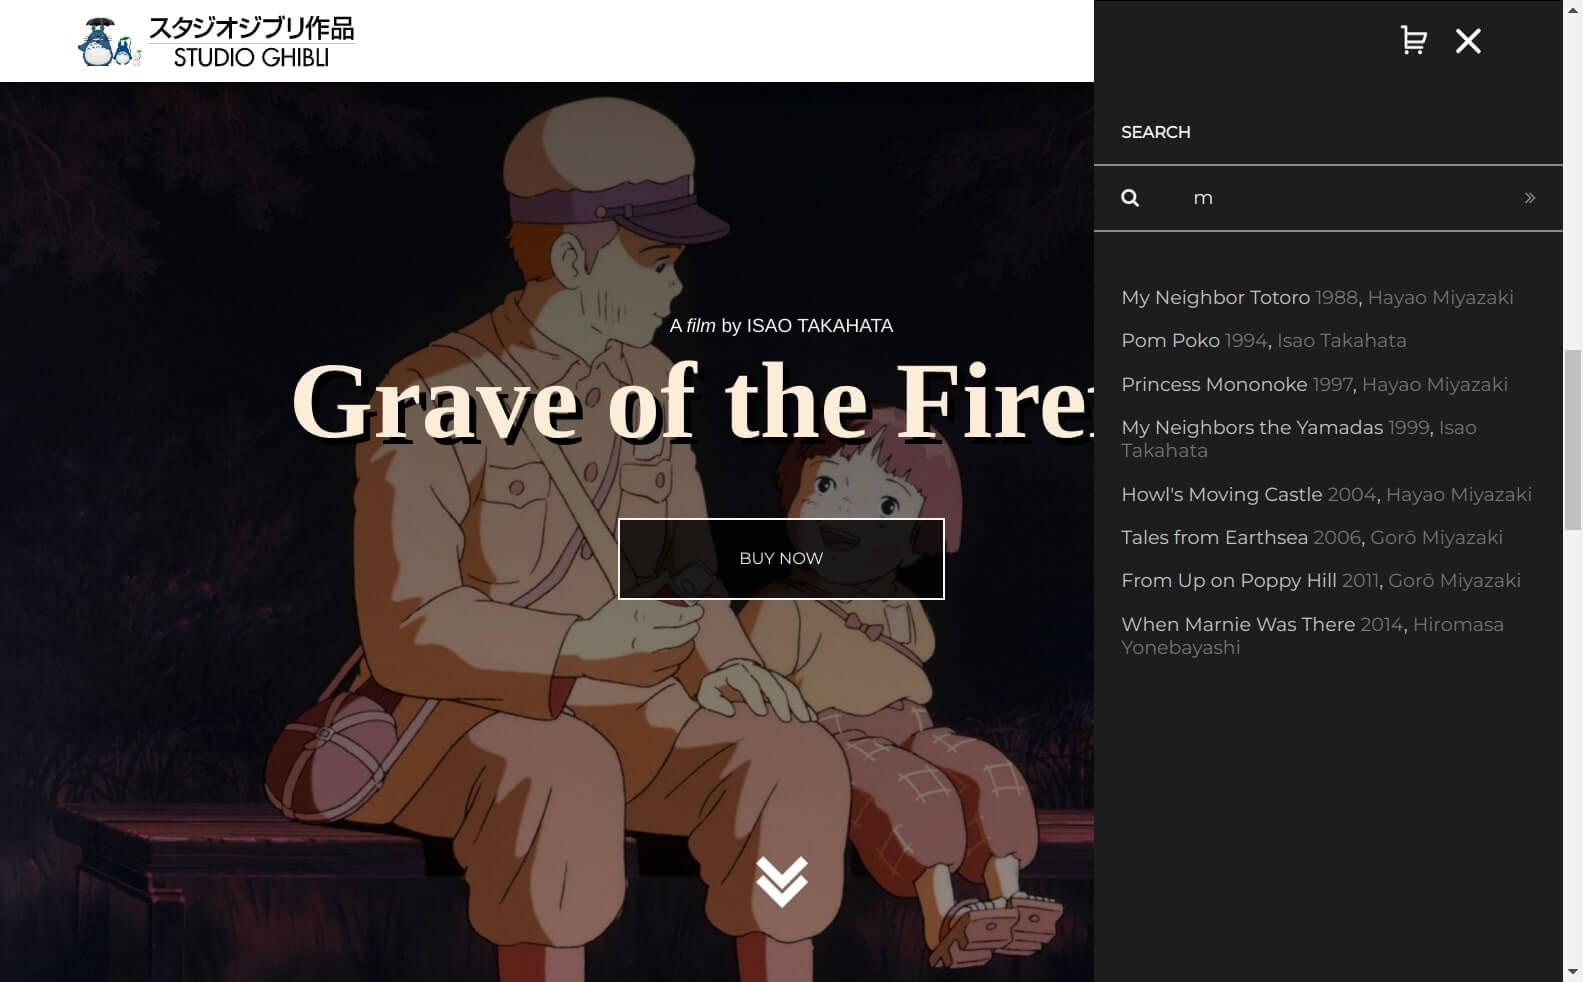 スタジオジブリ作品
STUDIO GHIBLI
A film by ISAO TAKAHATA
Grave of the Fire
BUY NOW
SEARCH
m
My Neighbor Totoro 1988, Hayao Miyazaki
Pom Poko 1994, Isao Takahata
Princess Mononoke 1997, Hayao Miyazaki
My Neighbors the Yamadas 1999, Isao
Takahata
Howl's Moving Castle 2004, Hayao Miyazaki
Tales from Earthsea 2006, Gorō Miyazaki
From Up on Poppy Hill 2011, Gorō Miyazaki
When Marnie Was There 2014, Hiromasa
Yonebayashi